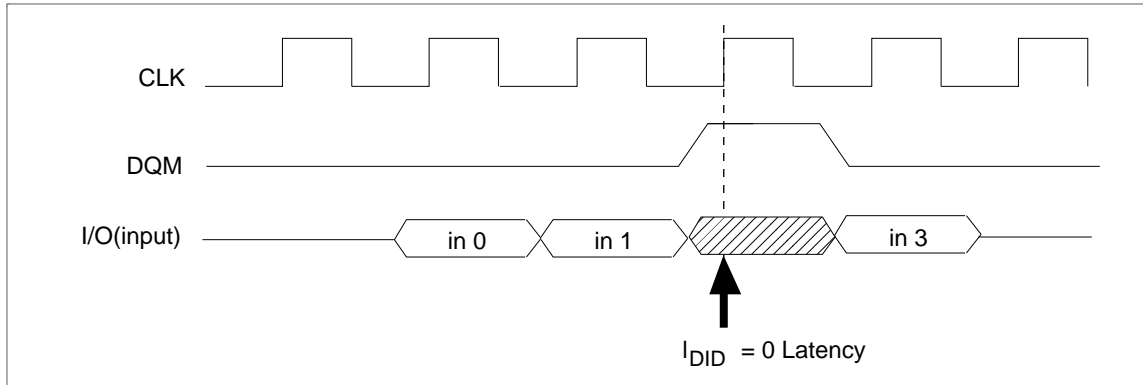 CLK
DQM
I/O(input)
in 0 in 1 in 3
IDID = 0 Latency